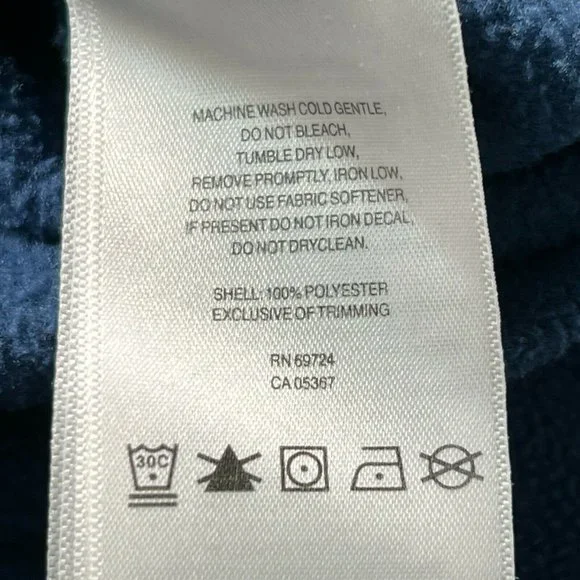 MACHINE WASH COLD GENTLE,
DO NOT BLEACH,
TUMBLE DRY LOW,
REMOVE PROMPTLY, IRON LOW,
DO NOT USE FABRIC SOFTENER,
IF PRESENT DO NOT IRON DECAL,
DO NOT DRYCLEAN.
SHELL: 100% POLYESTER
EXCLUSIVE OF TRIMMING
RN 69724
CA 05367
30C